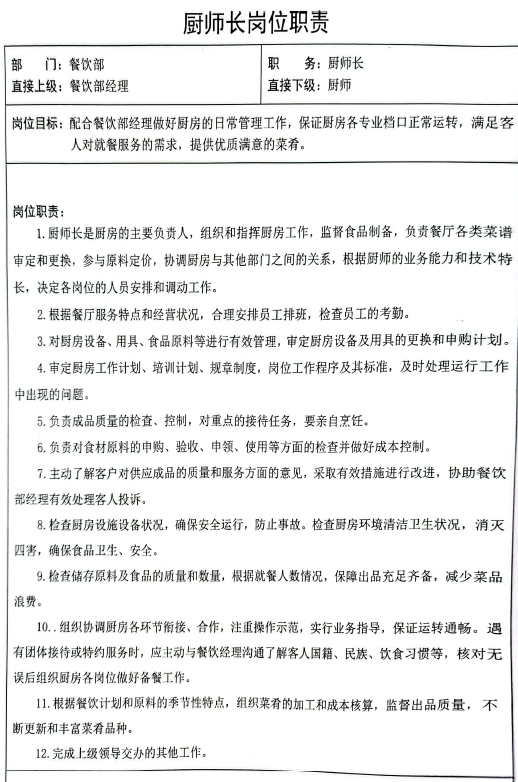 厨师长岗位职责
部　　门：餐饮部
职　　务：厨师长
直接上级：餐饮部经理
直接下级：厨师
岗位目标：配合餐饮部经理做好厨房的日常管理工作，保证厨房各专业档口正常运转，满足客
人对就餐服务的需求，提供优质满意的菜肴。
岗位职责：
1.厨师长是厨房的主要负责人，组织和指挥厨房工作，监督食品制备，负责餐厅各类菜谱
审定和更换，参与原料定价，协调厨房与其他部门之间的关系，根据厨师的业务能力和技术特
长，决定各岗位的人员安排和调动工作。
2.根据餐厅服务特点和经营状况，合理安排员工排班，检查员工的考勤。
3.对厨房设备、用具、食品原料等进行有效管理，审定厨房设备及用具的更换和申购计划。
4.审定厨房工作计划、培训计划、规章制度，岗位工作程序及其标准，及时处理运行工作
中出现的问题。
5.负责成品质量的检查、控制，对重点的接待任务，要亲自烹饪。
6.负责对食材原料的申购、验收、申领、使用等方面的检查并做好成本控制。
7.主动了解客户对供应成品的质量和服务方面的意见，采取有效措施进行改进，协助餐饮
部经理有效处理客人投诉。
8.检查厨房设施设备状况，确保安全运行，防止事故。检查厨房环境清洁卫生状况，消灭
四害，确保食品卫生、安全。
9.检查储存原料及食品的质量和数量，根据就餐人数情况，保障出品充足齐备，减少菜品
浪费。
10..组织协调厨房各环节衔接、合作，注重操作示范，实行业务指导，保证运转通畅。遇
有团体接待或特约服务时，应主动与餐饮经理沟通了解客人国籍、民族、饮食习惯等，核对无
误后组织厨房各岗位做好备餐工作。
11.根据餐饮计划和原料的季节性特点，组织菜肴的加工和成本核算，监督出品质量，不
断更新和丰富菜肴品种。
12.完成上级领导交办的其他工作。